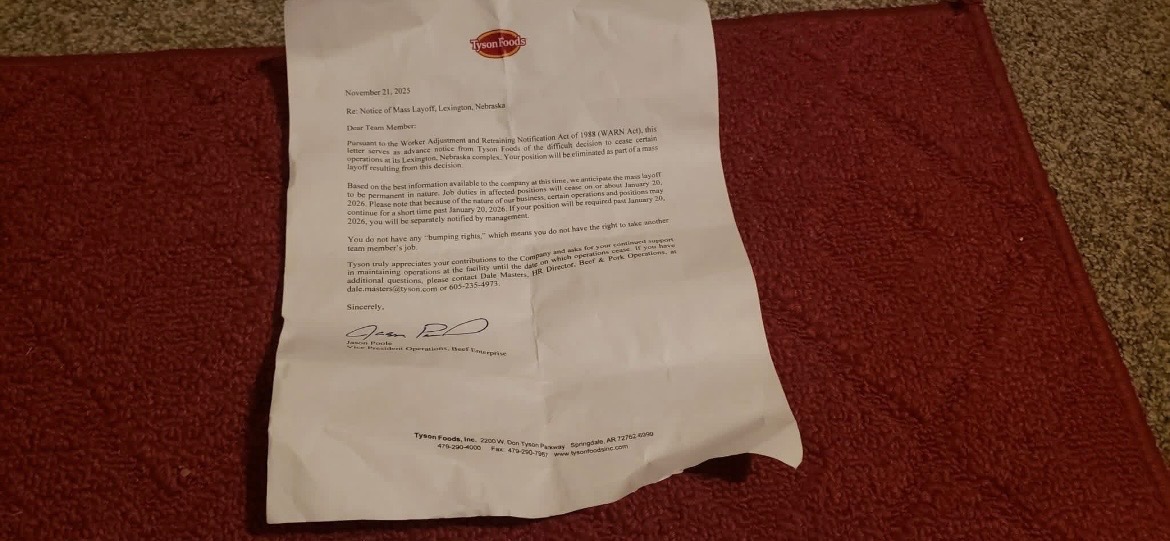 Tyson Foods
November 21, 2025
Re: Notice of Mass Layoff, Lexington, Nebraska
Dear Team Member:
Pursuant to the Worker Adjustment and Retraining Notification Act of 1988 (WARN Act), this
letter serves as advance notice from Tyson Foods of the difficult decision to cease certain
operations at its Lexington, Nebraska complex. Your position will be eliminated as part of a mass
layoff resulting from this decision.
Based on the best information available to the company at this time, we anticipate the mass layoff
to be permanent in nature. Job duties in affected positions will cease on or about January 20,
2026. Please note that because of the nature of our business, certain operations and positions may
continue for a short time past January 20, 2026. If your position will be required past January 20,
2026, you will be separately notified by management.
You do not have any "bumping rights," which means you do not have the right to take another
team member's job.
Tyson truly appreciates your contributions to the Company and asks for your continued support
in maintaining operations at the facility until the date on which operations cease. If you have
additional questions, please contact Dale Masters, HR Director, Beef & Pork Operations, at
dale.masters@tyson.com or 605-235-4973.
Sincerely,
Jason Poole
Vice President Operations, Beef Enterprise
Tyson Foods, Inc. 2200 W. Don Tyson Parkway Springdale, AR 72762-6990
479-290-4000 Fax: 479-290-7967 www.tysonfoodsinc.com